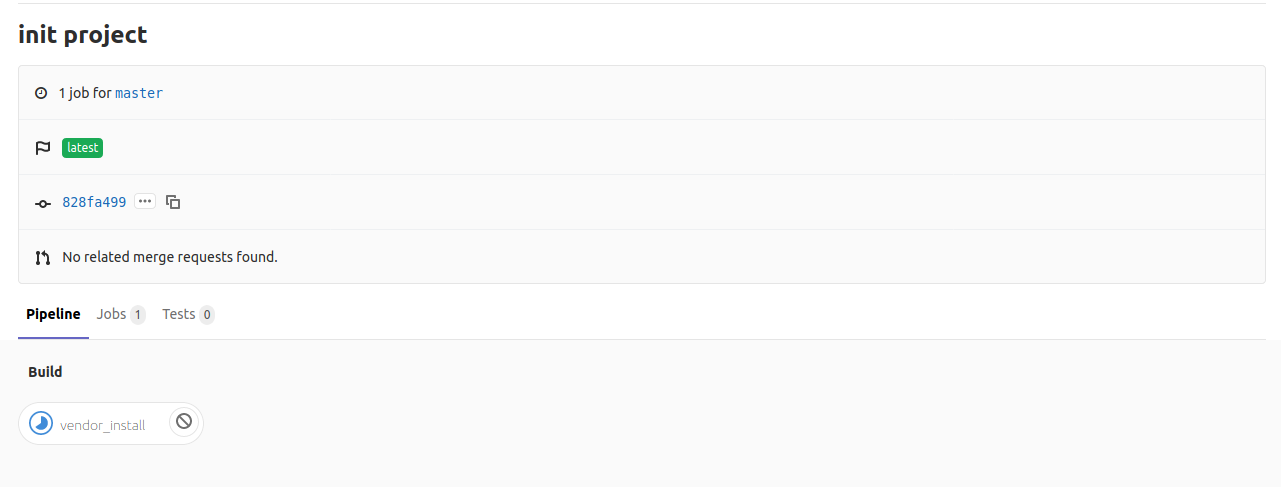 init project
1 job for master
latest
828fa499
No related merge requests found.
Pipeline Jobs 1 Tests 0
Build
vendor_install